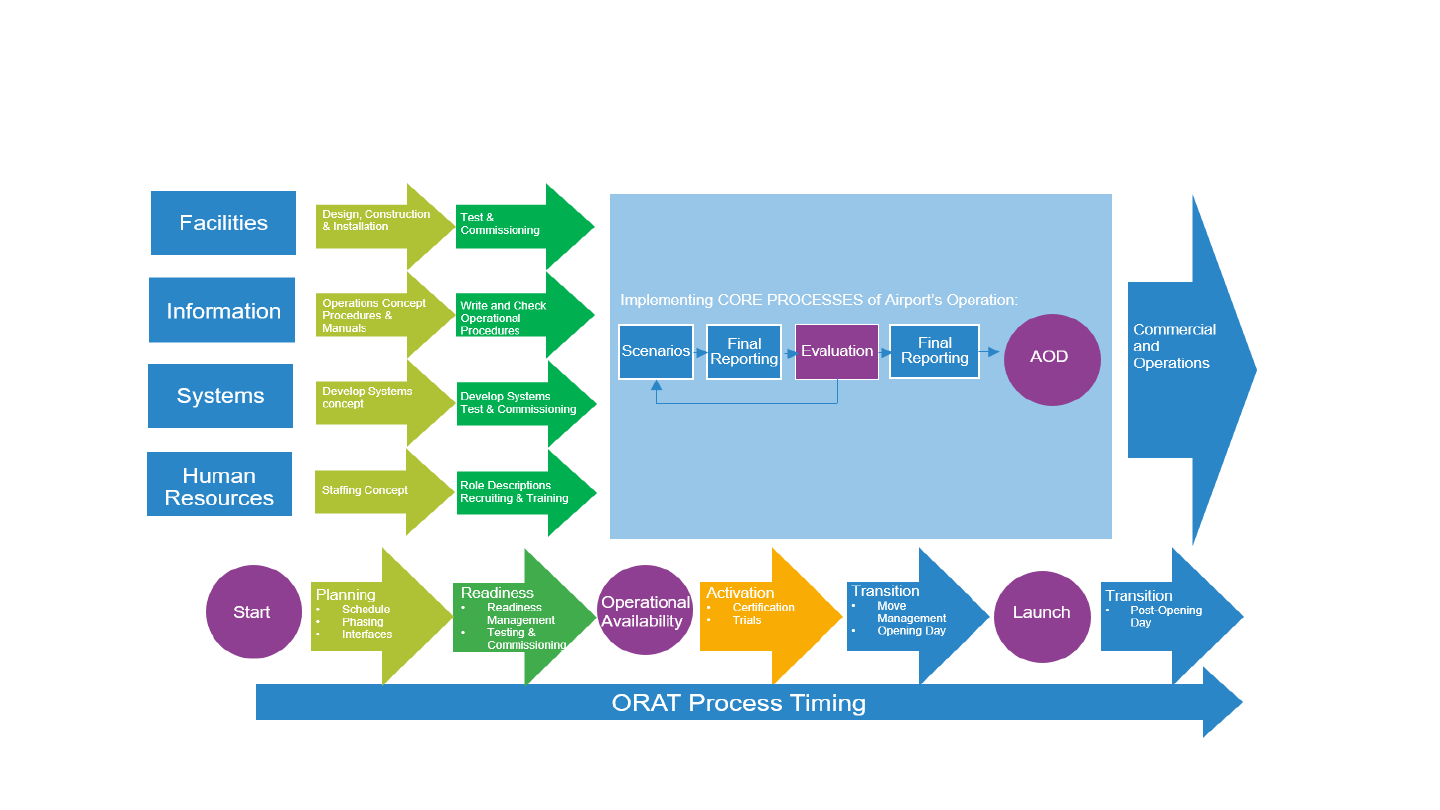 Facilities
Design, Construction
& Installation
Test &
Commissioning
Information
Operations Concept
Procedures &
Manuals
Write and Check
Operational
Procedures
Systems
Develop Systems
concept
Develop Systems
Test & Commissioning
Human
Resources
Staffing Concept
Role Descriptions
Recruiting & Training
Implementing CORE PROCESSES of Airport's Operation:
Scenarios
Final
Reporting
Evaluation
Final
Reporting
AOD
Commercial
and
Operations
Start
Planning
• Schedule
• Phasing
• Interfaces
Readiness
• Readiness
Management
• Testing &
Commissioning
Operational
Availability
Activation
• Certification
• Trials
Transition
• Move
Management
• Opening Day
Launch
Transition
• Post-Opening
Day
ORAT Process Timing